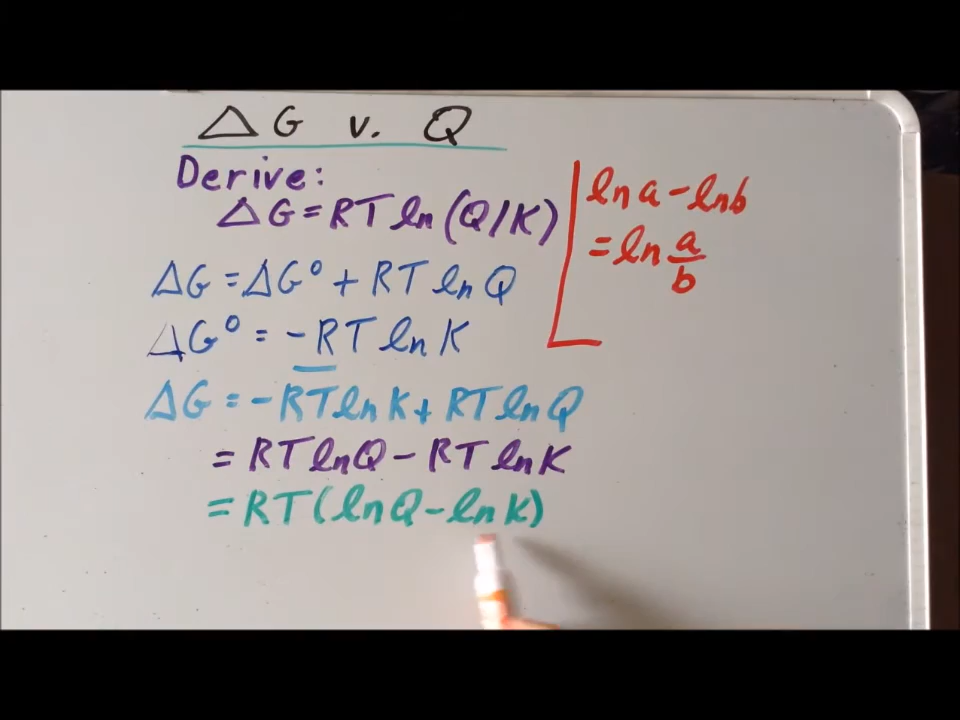 ΔG v. Q
Derive:
ΔG = RT ln (Q/K)
ΔG = ΔG° + RT ln Q
ΔG° = -RT ln K
ΔG = -RT ln K + RT ln Q
= RT ln Q - RT ln K
= RT (ln Q - ln K)
ln a - ln b
= ln a/b